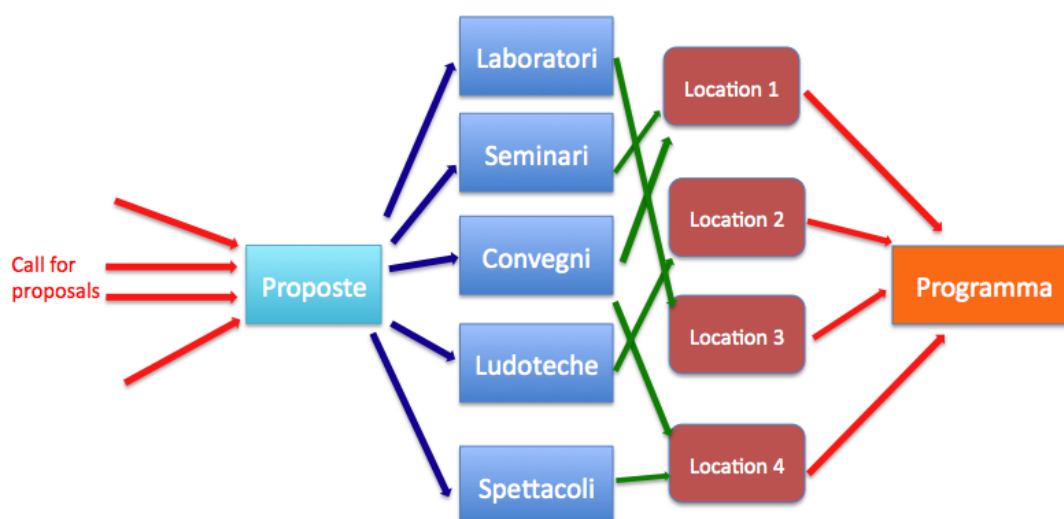 Call for
proposals
Proposte
Laboratori
Seminari
Convegni
Ludoteche
Spettacoli
Location 1
Location 2
Location 3
Location 4
Programma